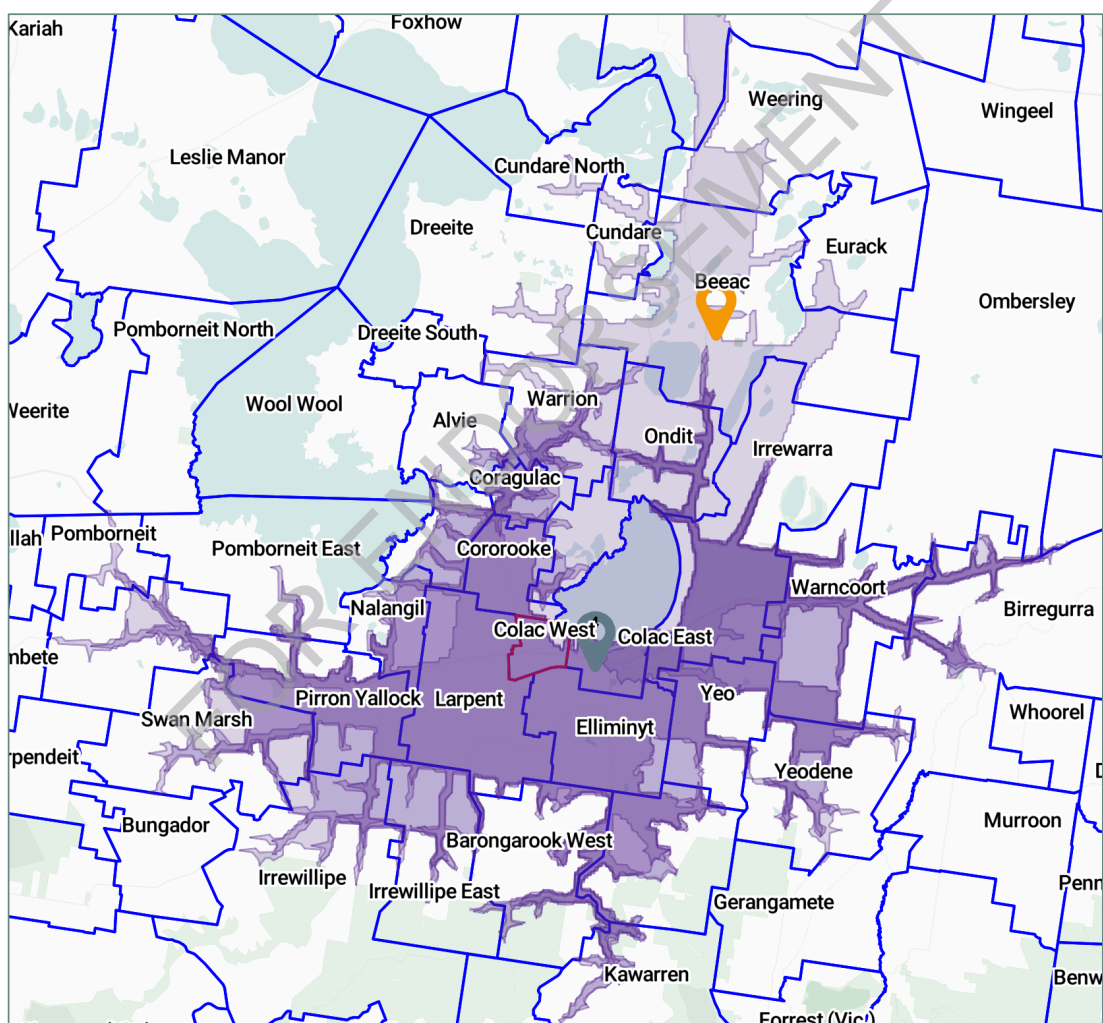 Kariah
Foxhow
Weering
Wingeel
Leslie Manor
Cundare North
Dreeite
Cundare
Eurack
Beeac
Ombersley
Pomborneit North
Dreeite South
Weerite
Wool Wool
Warrion
Alvie
Ondit
Irrewarra
Coragulac
llah
Pomborneit
Pomborneit East
Cororooke
Warncoort
Nalangil
Birregurra
Colac West
Colac East
mbete
Pirron Yallock
Larpent
Yeo
Swan Marsh
Elliminyt
Whoorel
rpendeit
Yeodene
Bungador
Murroon
Barongarook West
Irrewillipe
Irrewillipe East
Penn
Gerangamete
Kawarren
Benw
Forrest (Vic.)
FOR ENDORSEMENT